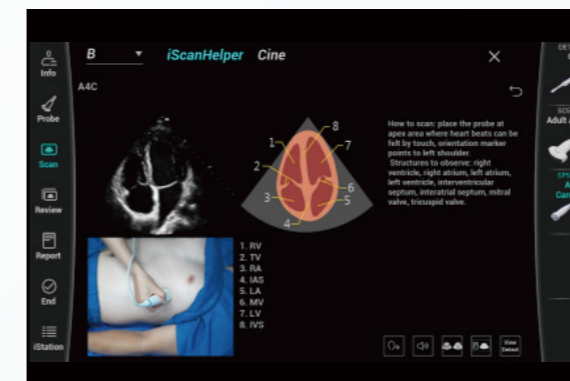 B
iScanHelper
Cine
Info
A4C
Probe
Scan
Review
Report
End
iStation
How to scan: place the probe at
apex area where heart beats can be
felt by touch, orientation marker
points to left shoulder.
Structures to observe: right
ventricle, right atrium, left atrium,
left ventricle, interventricular
septum, interatrial septum, mitral
valve, tricuspid valve.
1
2
3
4
5
6
7
8
1. RV
2. TV
3. RA
4. IAS
5. LA
6. MV
7. LV
8. IVS
View
Detect
Adult